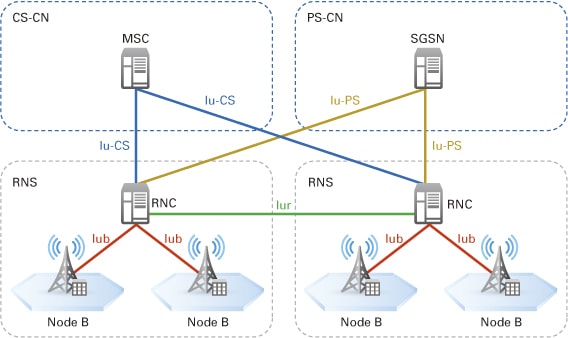 CS-CN
PS-CN
MSC
SGSN
Iu-CS
Iu-PS
Iu-CS
Iu-PS
RNS
RNS
RNC
Iur
RNC
Iub
Iub
Iub
Iub
Node B
Node B
Node B
Node B